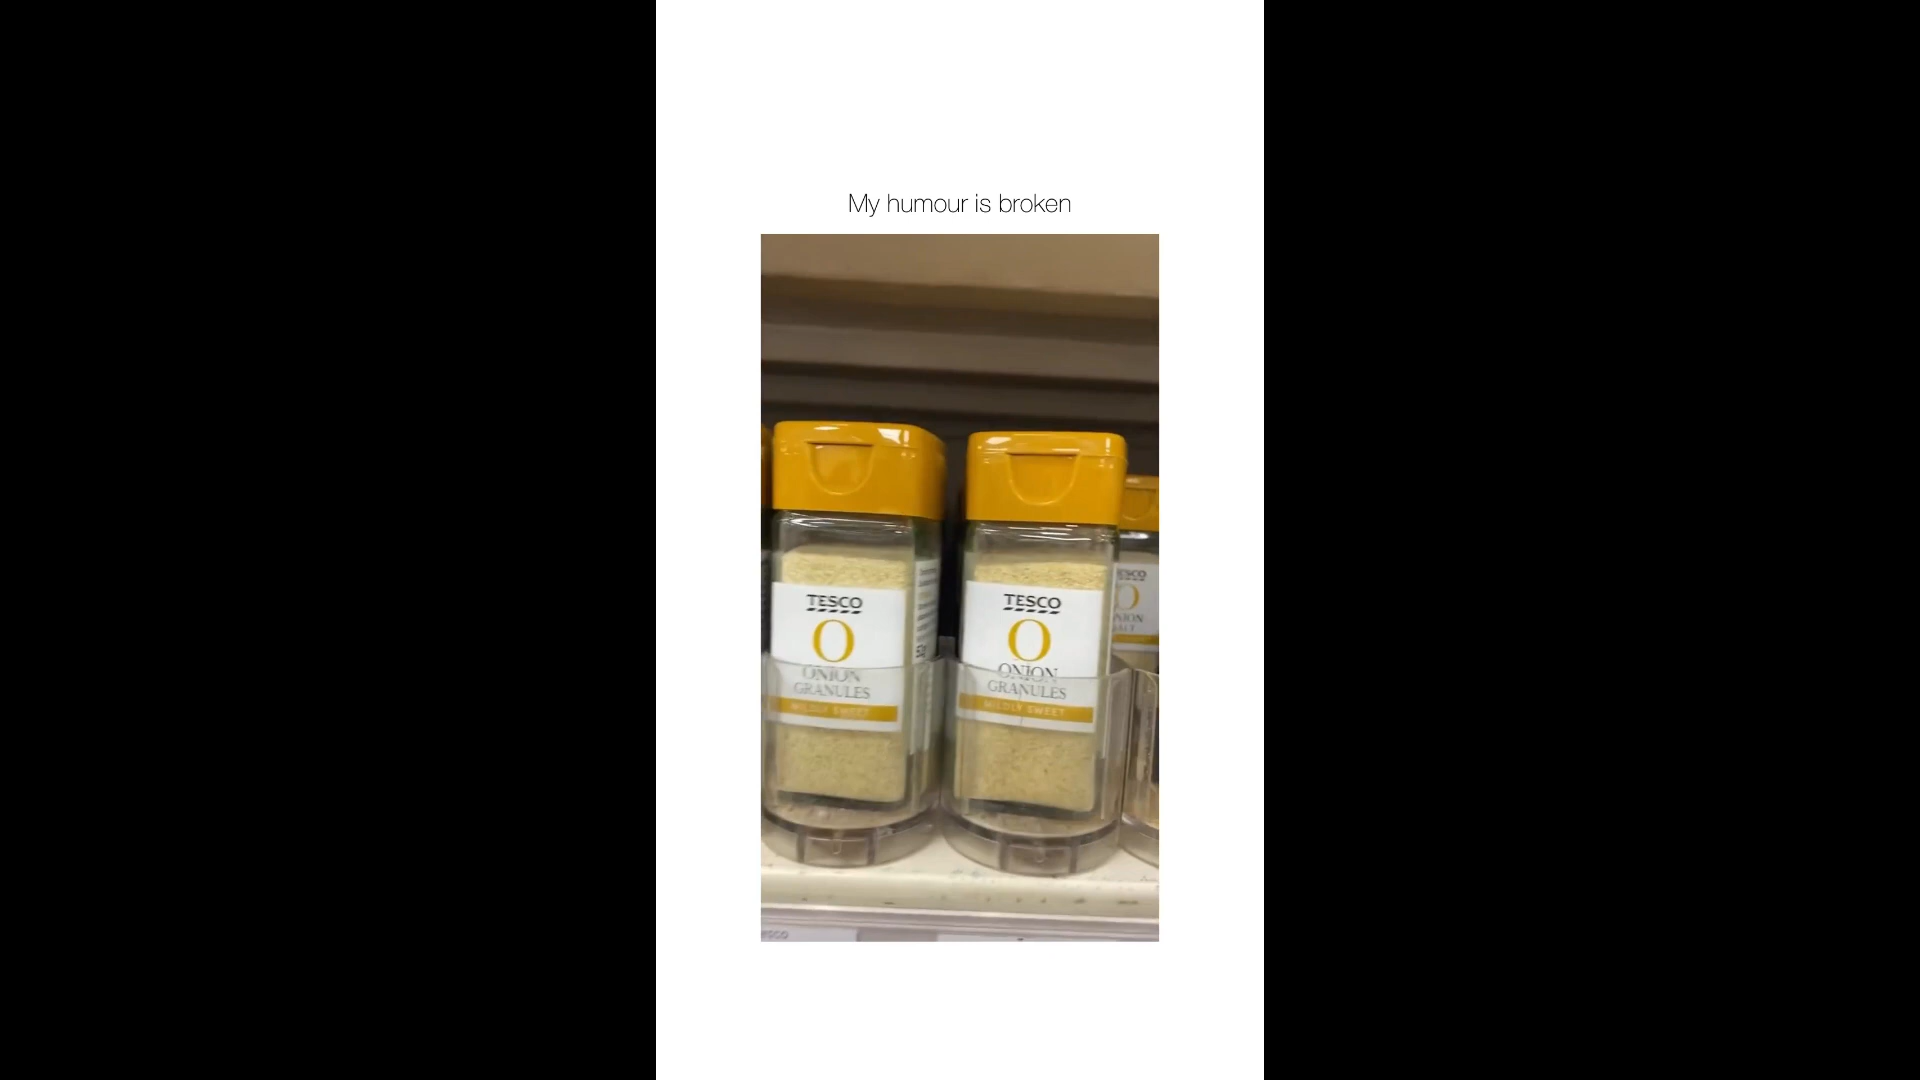 My humour is broken
TESCO
O
ONION
GRANULES
MILDLY SWEET
TESCO
O
ONION
GRANULES
MILDLY SWEET